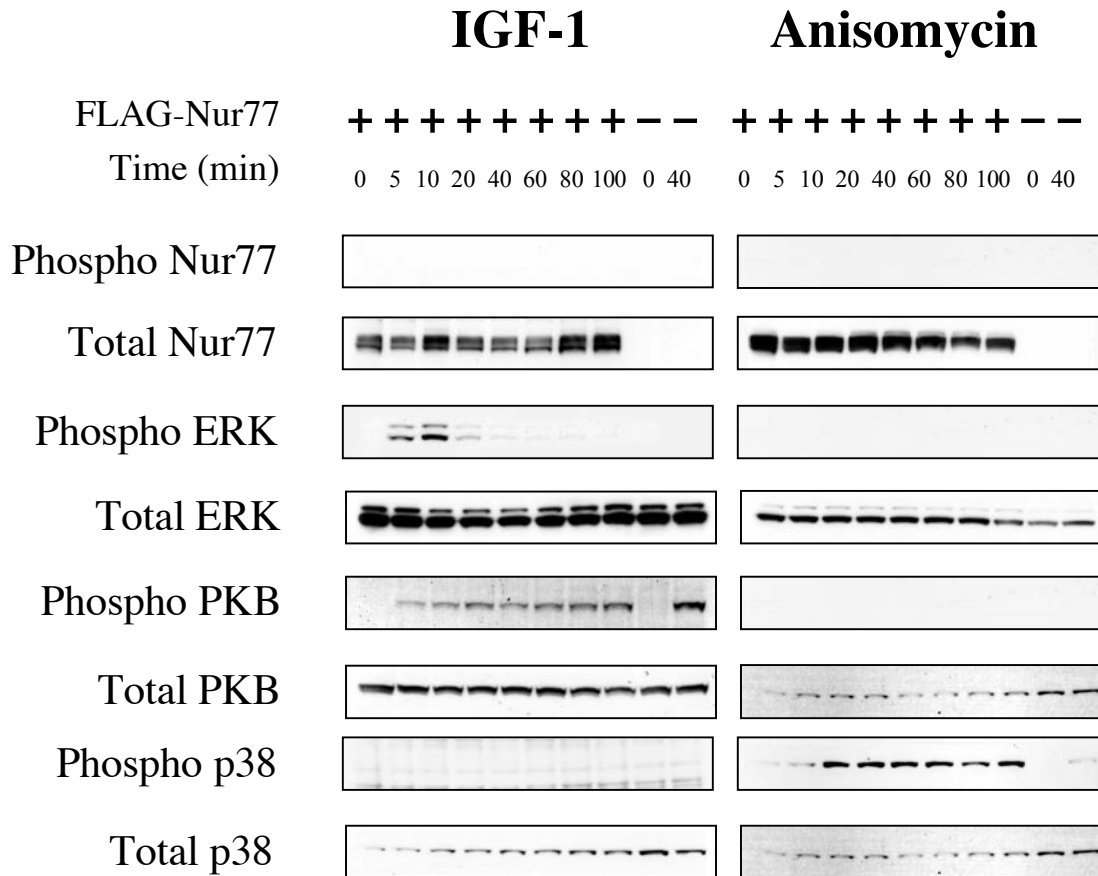 IGF-1 Anisomycin
FLAG-Nur77 + + + + + + + + − − + + + + + + + + − −
Time (min) 0 5 10 20 40 60 80 100 0 40 0 5 10 20 40 60 80 100 0 40
Phospho Nur77
Total Nur77
Phospho ERK
Total ERK
Phospho PKB
Total PKB
Phospho p38
Total p38